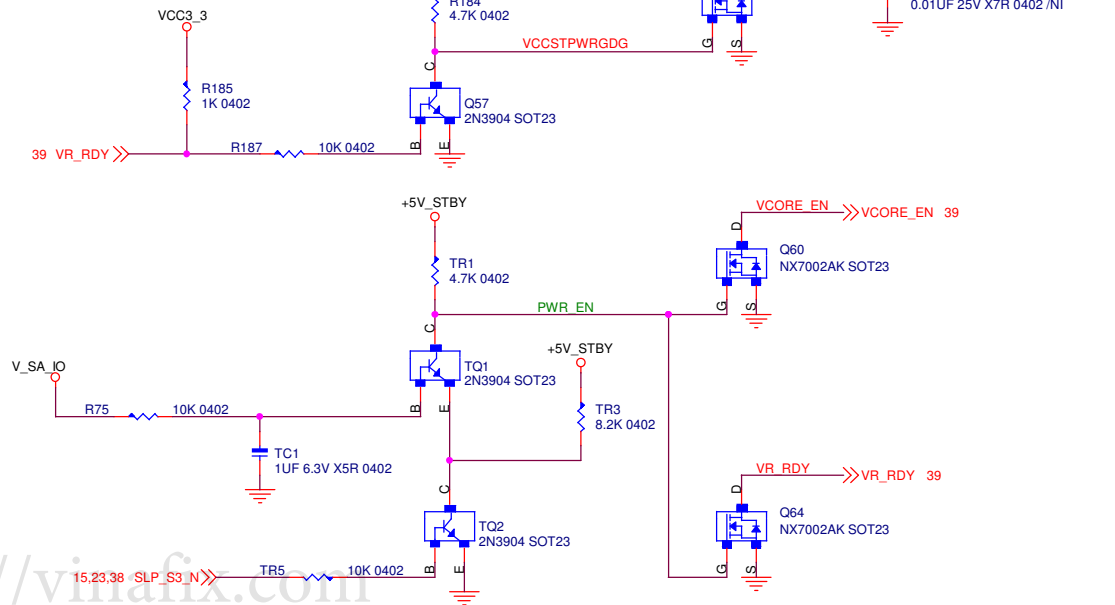 R184
4.7K 0402
0.01UF 25V X7R 0402 /NI
VCC3_3
VCCSTPWRGDG
G
S
C
R185
1K 0402
Q57
2N3904 SOT23
39 VR_RDY
R187
10K 0402
B
E
+5V_STBY
VCORE_EN
VCORE_EN 39
D
Q60
NX7002AK SOT23
TR1
4.7K 0402
PWR_EN
G
S
C
+5V_STBY
V_SA_IO
TQ1
2N3904 SOT23
R75
10K 0402
B
E
TR3
8.2K 0402
TC1
1UF 6.3V X5R 0402
VR_RDY
VR_RDY 39
C
D
Q64
NX7002AK SOT23
TQ2
2N3904 SOT23
15,23,38 SLP_S3_N
TR5
10K 0402
B
E
G
S
//vinafix.com